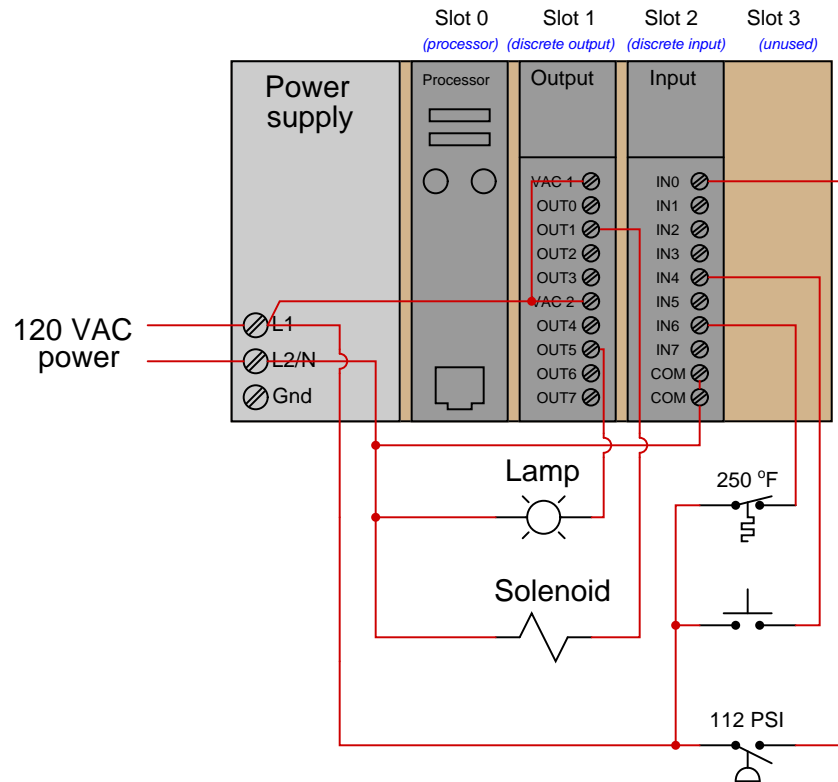 Slot 0 Slot 1 Slot 2 Slot 3
(processor) (discrete output) (discrete input) (unused)
Power
supply
Processor
Output
Input
VAC 1
OUT0
OUT1
OUT2
OUT3
VAC 2
OUT4
OUT5
OUT6
OUT7
IN0
IN1
IN2
IN3
IN4
IN5
IN6
IN7
COM
COM
120 VAC
power
L1
L2/N
Gnd
Lamp
250 °F
Solenoid
112 PSI